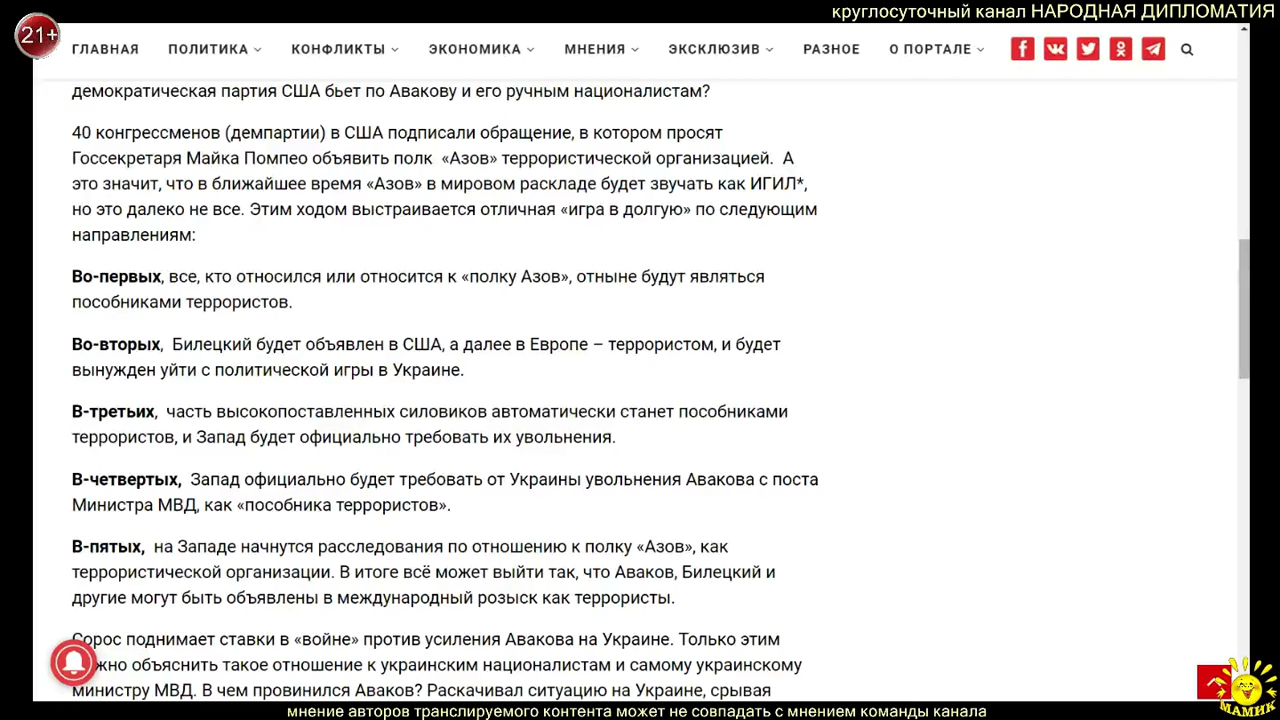 круглосуточный канал НАРОДНАЯ ДИПЛОМАТИЯ
21+
ГЛАВНАЯ ПОЛИТИКА КОНФЛИКТЫ ЭКОНОМИКА МНЕНИЯ ЭКСКЛЮЗИВ РАЗНОЕ О ПОРТАЛЕ
демократическая партия США бьет по Авакову и его ручным националистам?
40 конгрессменов (демпартии) в США подписали обращение, в котором просят
Госсекретаря Майка Помпео объявить полк «Азов» террористической организацией. А
это значит, что в ближайшее время «Азов» в мировом раскладе будет звучать как ИГИЛ*,
но это далеко не все. Этим ходом выстраивается отличная «игра в долгую» по следующим
направлениям:
Во-первых, все, кто относился или относится к «полку Азов», отныне будут являться
пособниками террористов.
Во-вторых, Билецкий будет объявлен в США, а далее в Европе – террористом, и будет
вынужден уйти с политической игры в Украине.
В-третьих, часть высокопоставленных силовиков автоматически станет пособниками
террористов, и Запад будет официально требовать их увольнения.
В-четвертых, Запад официально будет требовать от Украины увольнения Авакова с поста
Министра МВД, как «пособника террористов».
В-пятых, на Западе начнутся расследования по отношению к полку «Азов», как
террористической организации. В итоге всё может выйти так, что Аваков, Билецкий и
другие могут быть объявлены в международный розыск как террористы.
Сорос поднимает ставки в «войне» против усиления Авакова на Украине. Только этим
объяснить такое отношение к украинским националистам и самому украинскому
министру МВД. В чем провинился Аваков? Раскачивал ситуацию на Украине, срывая
МАМИК
мнение авторов транслируемого контента может не совпадать с мнением команды канала